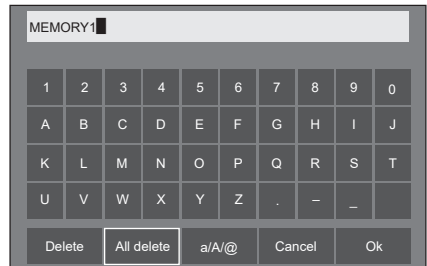 MEMORY1
1 2 3 4 5 6 7 8 9 0
A B C D E F G H I J
K L M N O P Q R S T
U V W X Y Z . – _
Delete All delete a/A/@ Cancel Ok